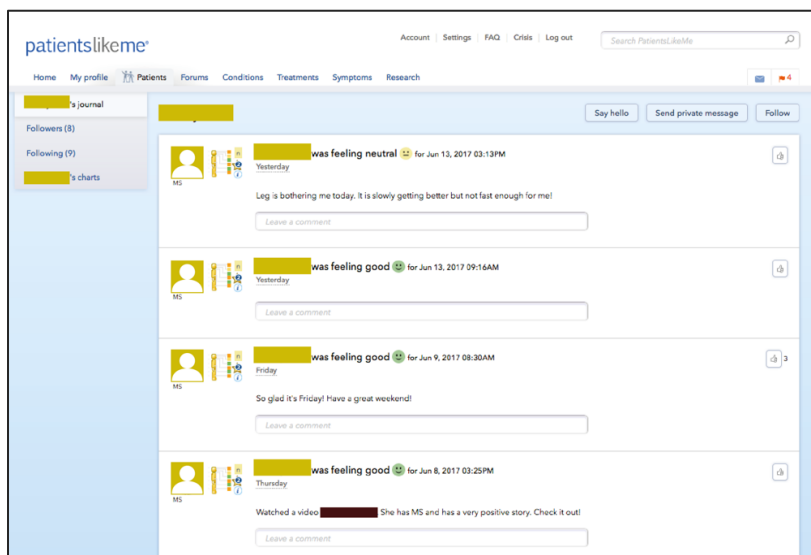 Account | Settings | FAQ | Crisis | Log out
Search PatientsLikeMe
patientslikeme®
Home My profile Patients Forums Conditions Treatments Symptoms Research 4
's journal
Followers (8)
Following (9)
's charts
Say hello Send private message Follow
was feeling neutral for Jun 13, 2017 03:13PM
Yesterday
MS
Leg is bothering me today. It is slowly getting better but not fast enough for me!
Leave a comment
was feeling good for Jun 13, 2017 09:16AM
Yesterday
MS
Leave a comment
was feeling good for Jun 9, 2017 08:30AM
3
Friday
MS
So glad it's Friday! Have a great weekend!
Leave a comment
was feeling good for Jun 8, 2017 03:25PM
Thursday
MS
Watched a video She has MS and has a very positive story. Check it out!
Leave a comment